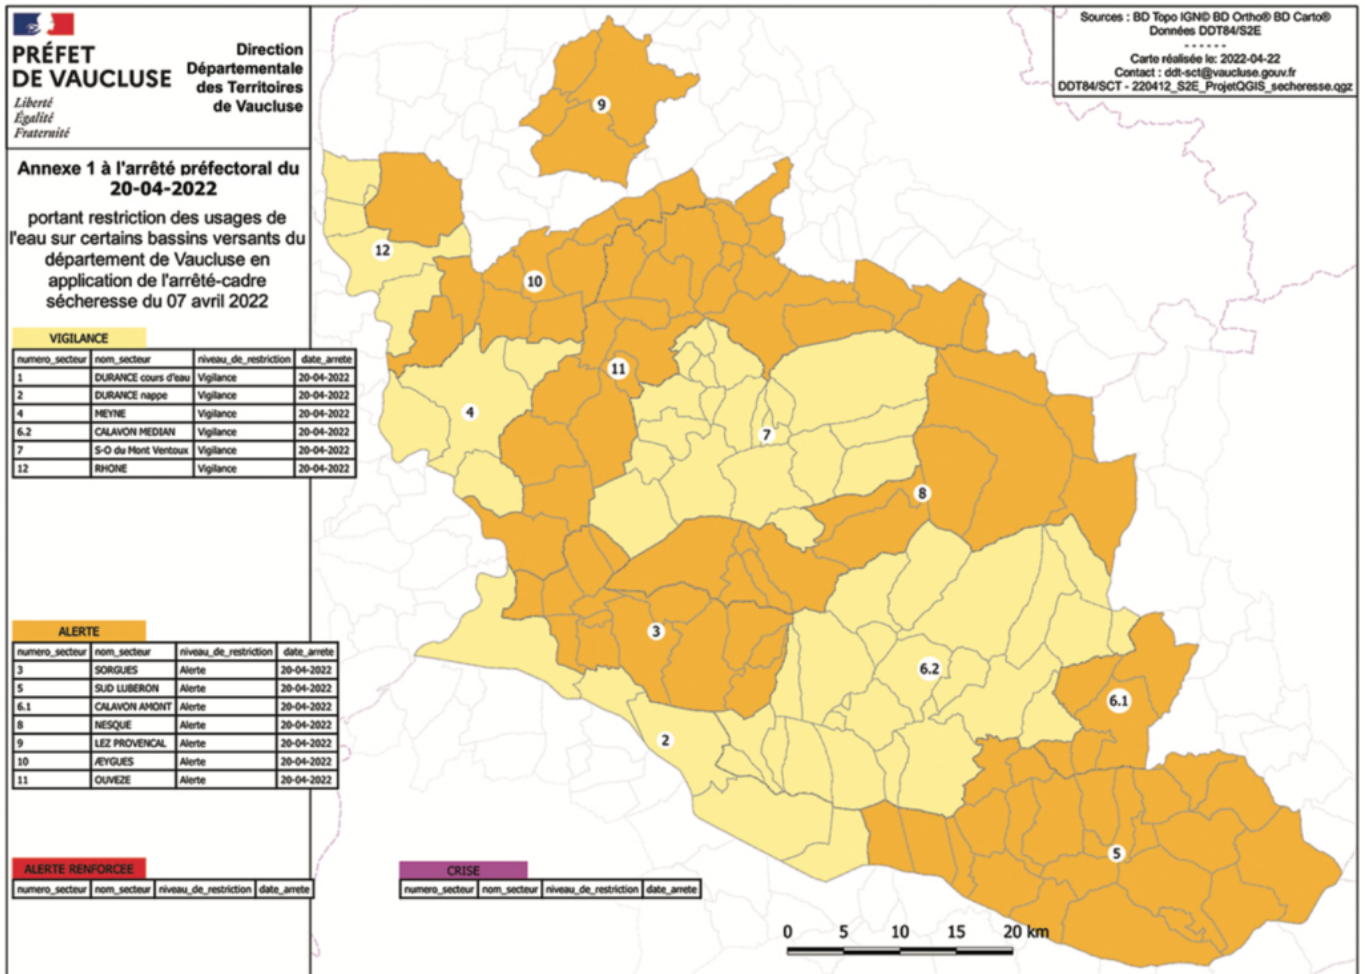 PRÉFET
DE VAUCLUSE
Liberté
Égalité
Fraternité
Direction
Départementale
des Territoires
de Vaucluse
Annexe 1 à l'arrêté préfectoral du
20-04-2022
portant restriction des usages de
l'eau sur certains bassins versants du
département de Vaucluse en
application de l'arrêté-cadre
sécheresse du 07 avril 2022
VIGILANCE
numero_secteur nom_secteur niveau_de_restriction date_arrete
1 DURANCE cours d'eau Vigilance 20-04-2022
2 DURANCE nappe Vigilance 20-04-2022
4 MEYNE Vigilance 20-04-2022
6.2 CALAVON MEDIAN Vigilance 20-04-2022
7 S-O du Mont Ventoux Vigilance 20-04-2022
12 RHONE Vigilance 20-04-2022
ALERTE
numero_secteur nom_secteur niveau_de_restriction date_arrete
3 SORGUES Alerte 20-04-2022
5 SUD LUBERON Alerte 20-04-2022
6.1 CALAVON AMONT Alerte 20-04-2022
8 NESQUE Alerte 20-04-2022
9 LEZ PROVENCAL Alerte 20-04-2022
10 ÆYGUES Alerte 20-04-2022
11 OUVEZE Alerte 20-04-2022
ALERTE RENFORCEE
numero_secteur nom_secteur niveau_de_restriction date_arrete
CRISE
numero_secteur nom_secteur niveau_de_restriction date_arrete
Sources : BD Topo IGN© BD Ortho® BD Carto®
Données DDT84/S2E
- - - - - -
Carte réalisée le: 2022-04-22
Contact : ddt-sct@vaucluse.gouv.fr
DDT84/SCT - 220412_S2E_ProjetQGIS_secheresse.qgz
9
12
10
11
4
7
8
3
6.2
6.1
2
5
0 5 10 15 20 km